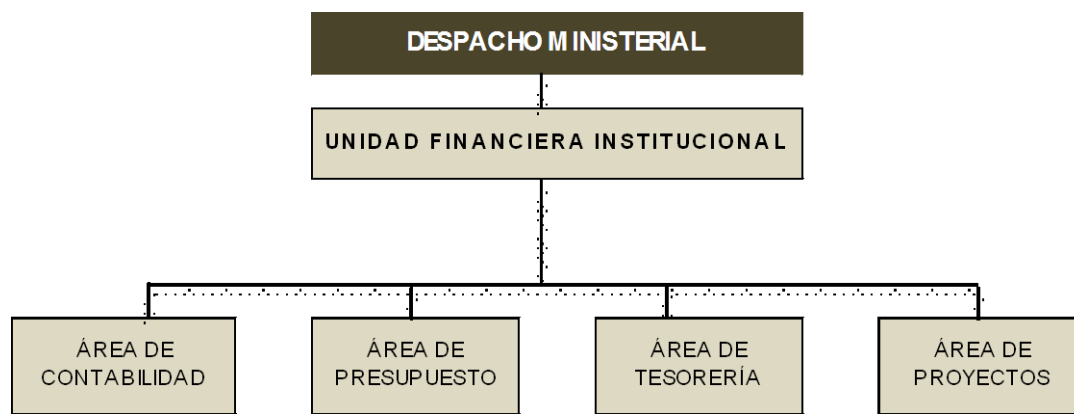 DESPACHO MINISTERIAL
UNIDAD FINANCIERA INSTITUCIONAL
ÁREA DE
CONTABILIDAD
ÁREA DE
PRESUPUESTO
ÁREA DE
TESORERÍA
ÁREA DE
PROYECTOS